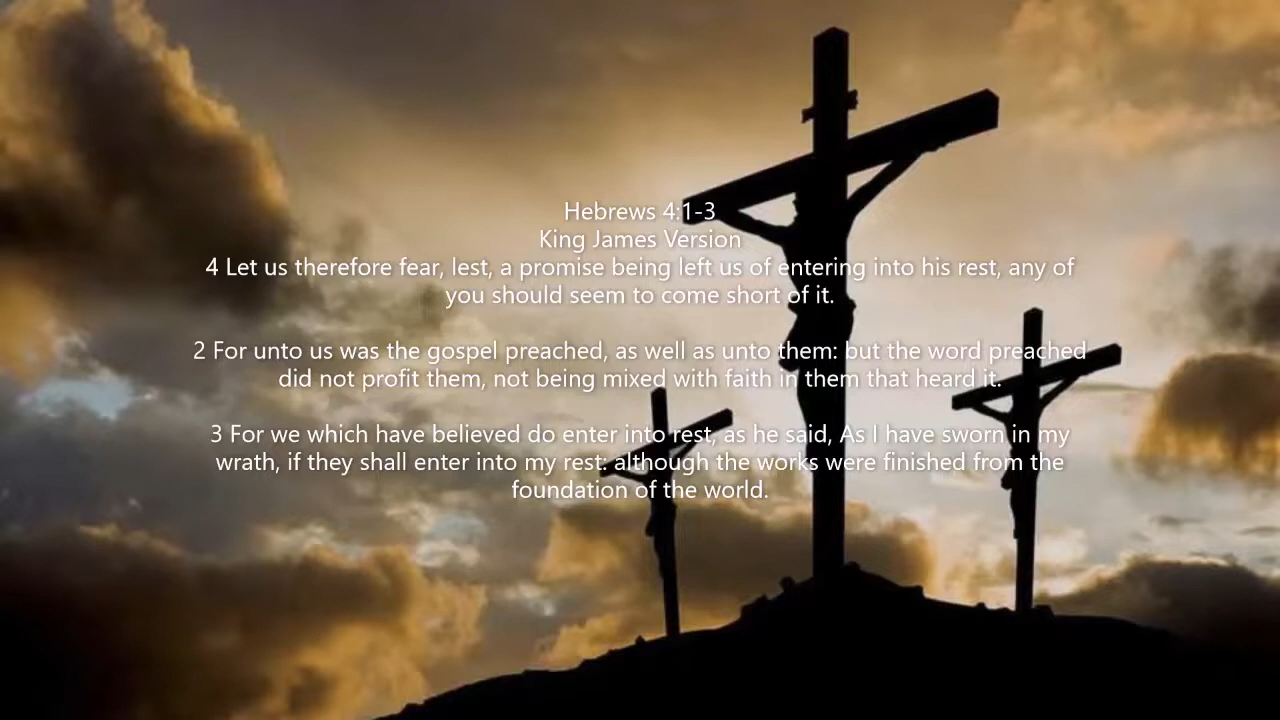 Hebrews 4:1-3
King James Version
4 Let us therefore fear, lest, a promise being left us of entering into his rest, any of
you should seem to come short of it.
2 For unto us was the gospel preached, as well as unto them: but the word preached
did not profit them, not being mixed with faith in them that heard it.
3 For we which have believed do enter into rest, as he said, As I have sworn in my
wrath, if they shall enter into my rest: although the works were finished from the
foundation of the world.